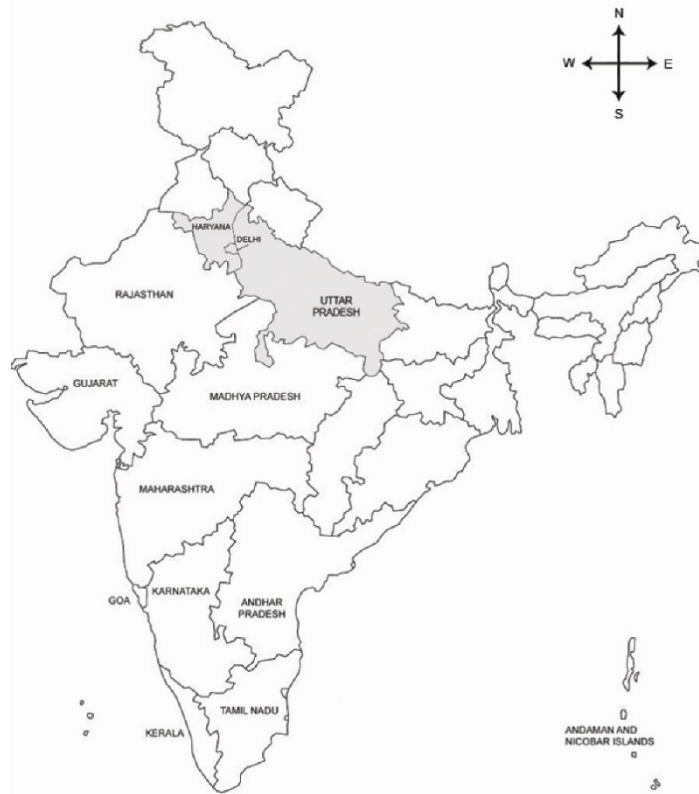 N
W E
S
HARYANA
DELHI
RAJASTHAN
UTTAR
PRADESH
GUJARAT
MADHYA PRADESH
MAHARASHTRA
GOA
KARNATAKA
ANDHAR
PRADESH
TAMIL NADU
KERALA
ANDAMAN AND
NICOBAR ISLANDS